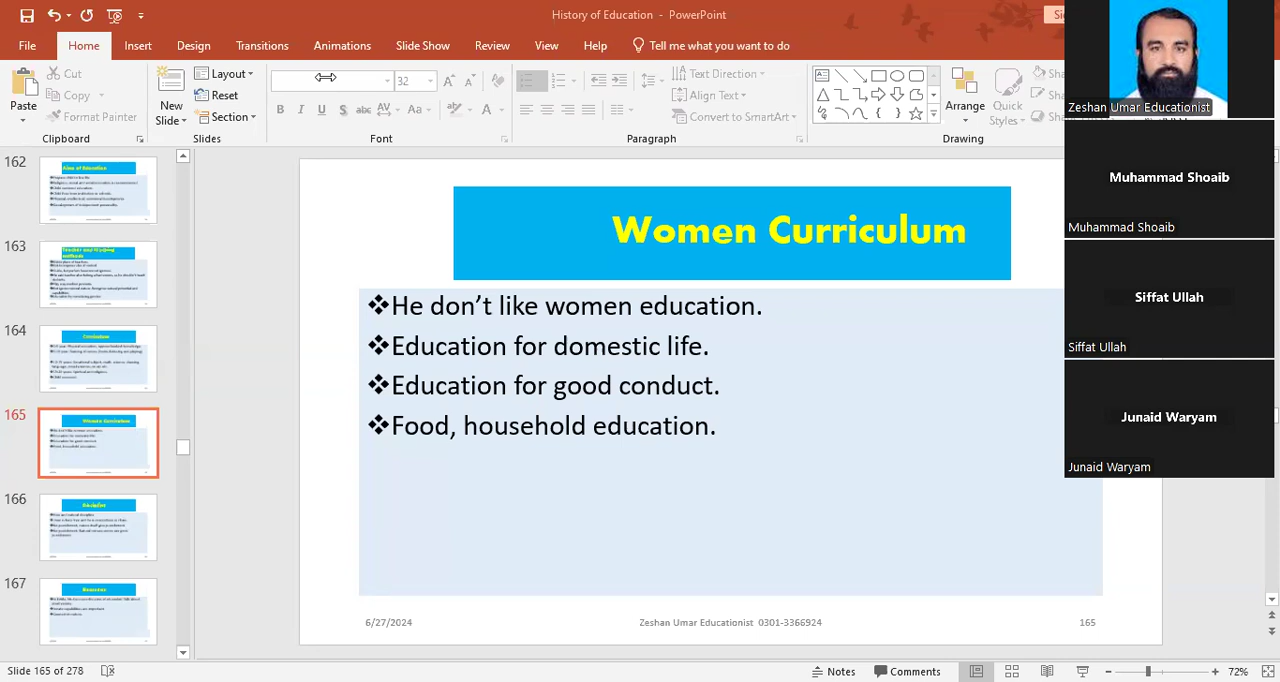 History of Education - PowerPoint
File Home Insert Design Transitions Animations Slide Show Review View Help Tell me what you want to do
Paste
Cut
Copy
Format Painter
Clipboard
New Slide
Layout
Reset
Section
Slides
32
Font
Text Direction
Align Text
Convert to SmartArt
Paragraph
Arrange
Quick Styles
Drawing
Zeshan Umar Educationist
Muhammad Shoaib
Muhammad Shoaib
Siffat Ullah
Siffat Ullah
Junaid Waryam
Junaid Waryam
162
163
164
165
Women Curriculum
166
167
Women Curriculum
❖He don't like women education.
❖Education for domestic life.
❖Education for good conduct.
❖Food, household education.
6/27/2024 Zeshan Umar Educationist 0301-3366924 165
Slide 165 of 278 Notes Comments 72%